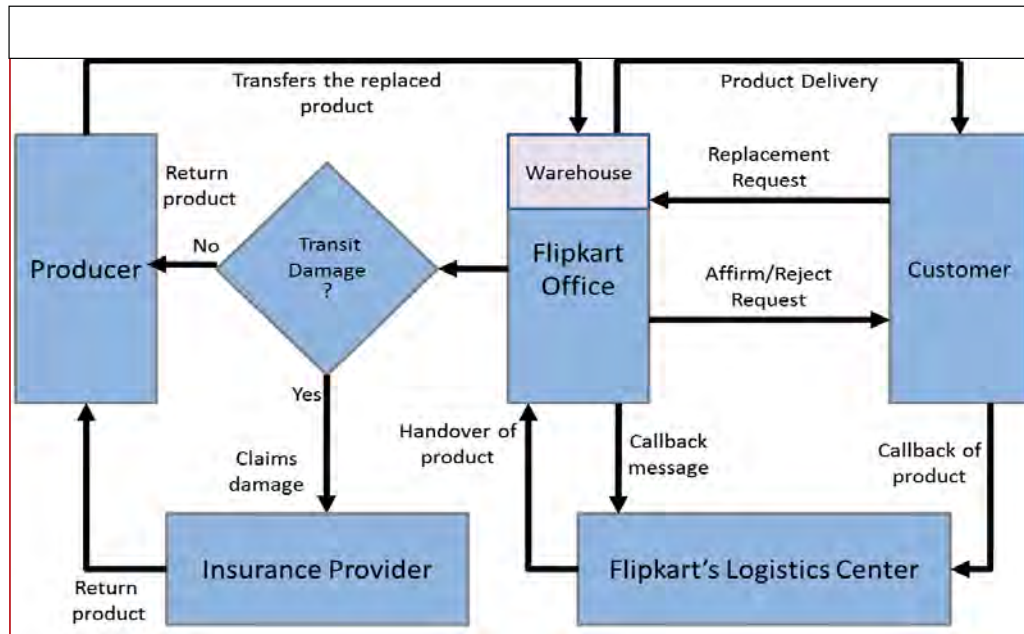 Transfers the replaced
product
Product Delivery
Return
product
Warehouse
Replacement
Request
No
Transit
Damage
?
Producer
Flipkart
Office
Customer
Affirm/Reject
Request
Yes
Handover of
product
Callback
message
Callback of
product
Claims
damage
Insurance Provider
Flipkart's Logistics Center
Return
product